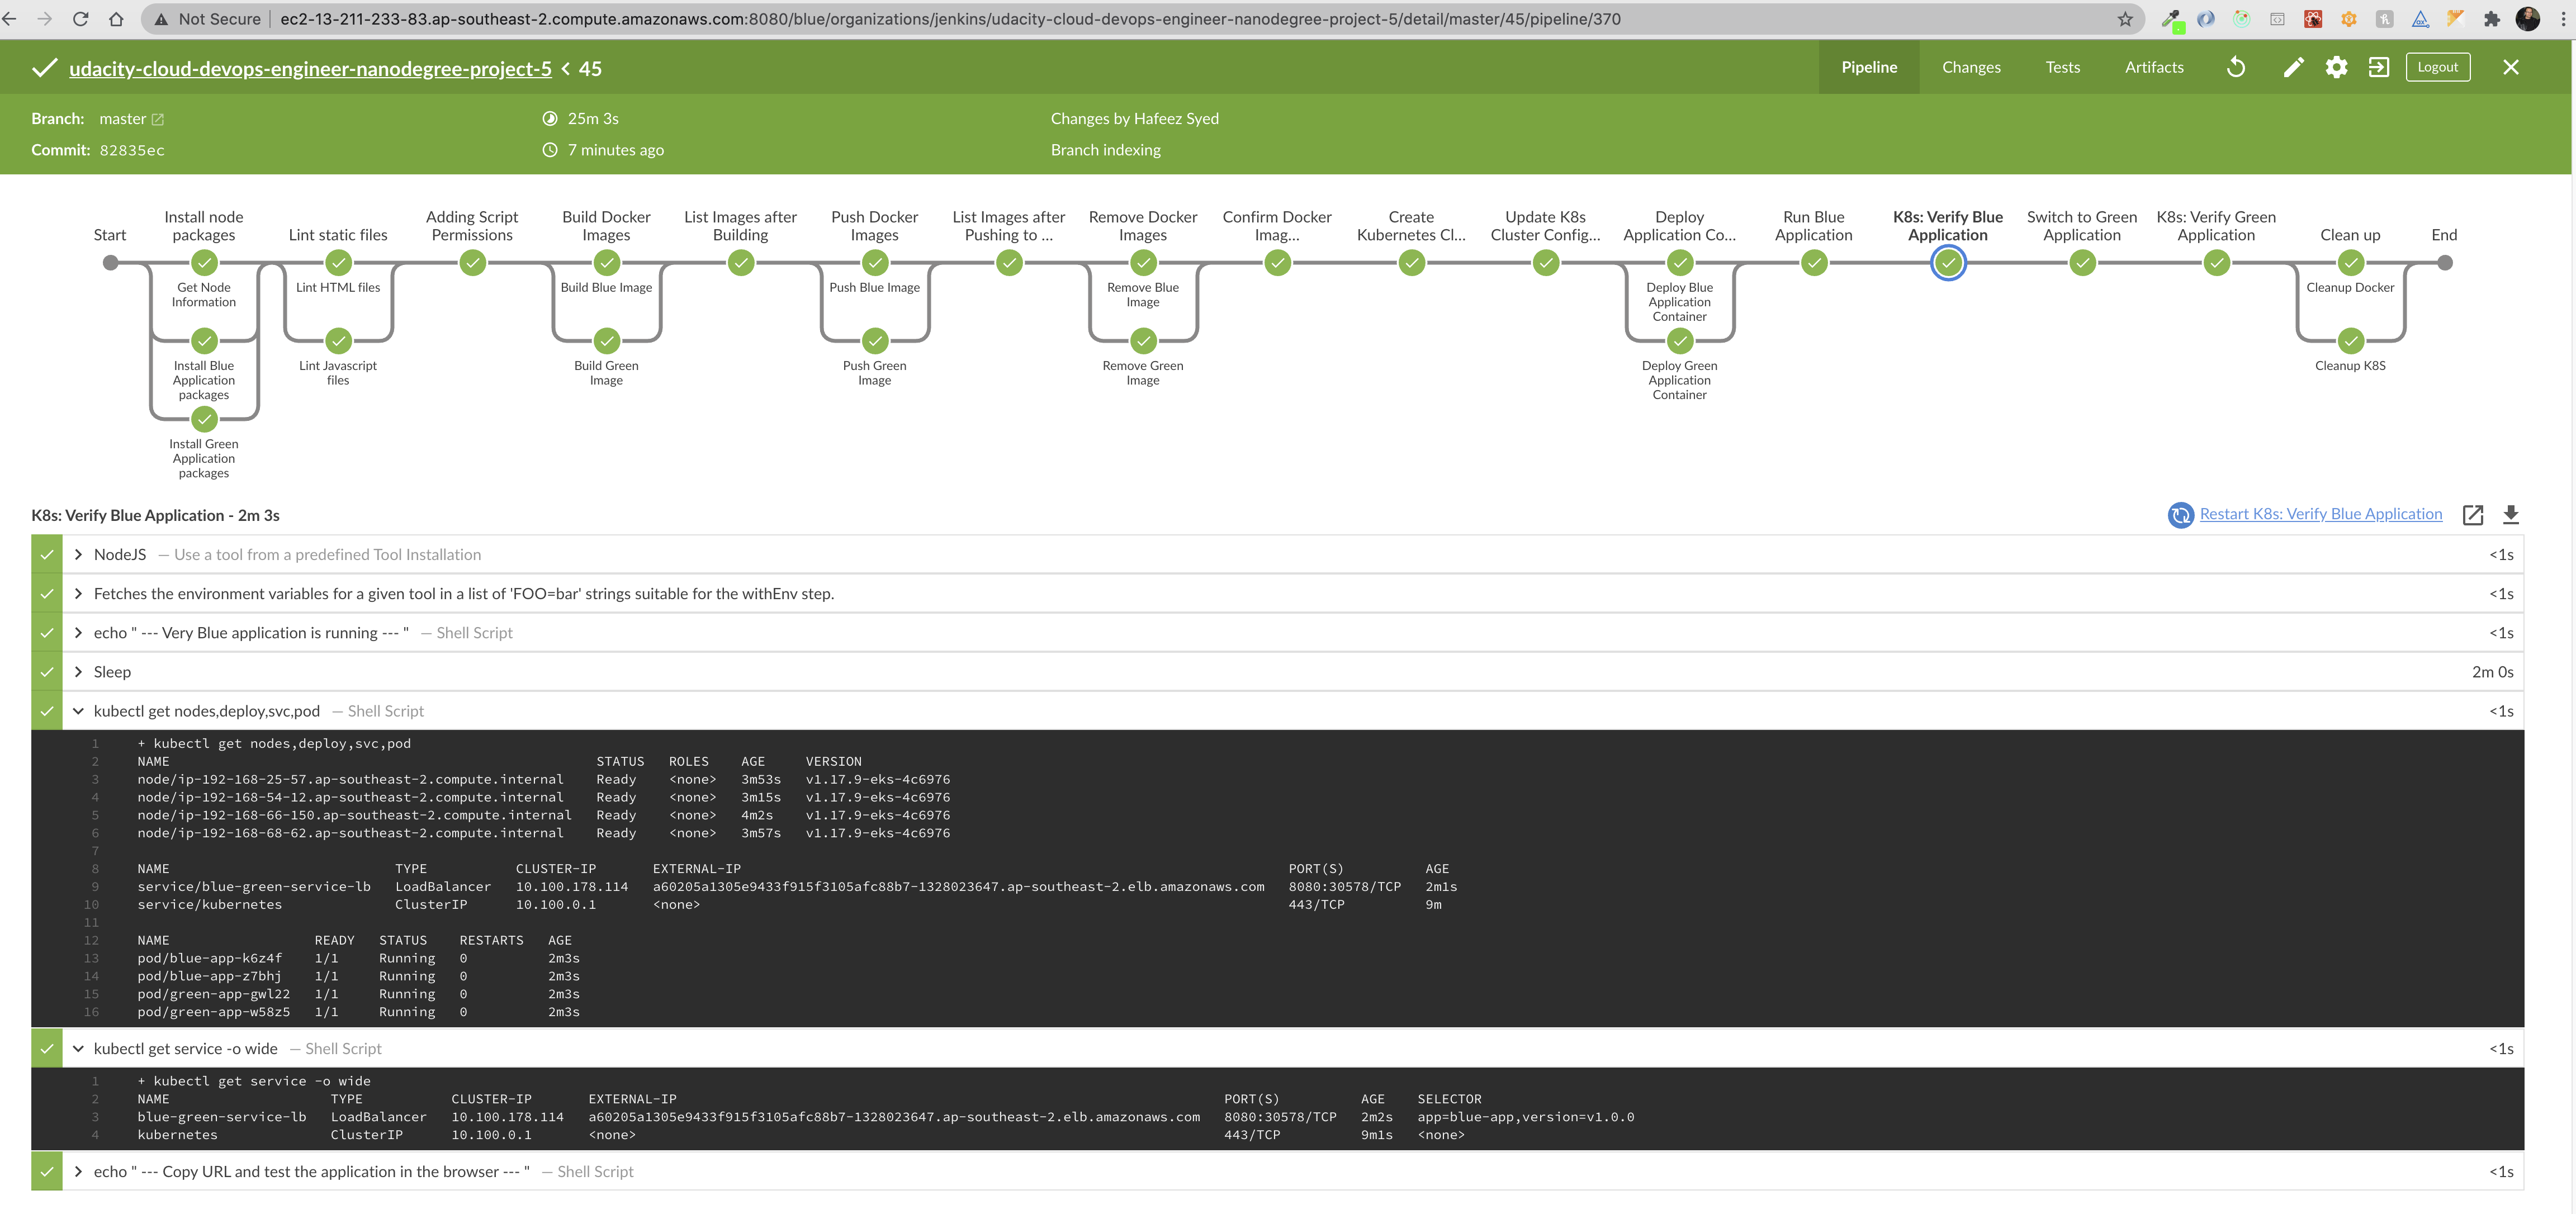 Not Secure | ec2-13-211-233-83.ap-southeast-2.compute.amazonaws.com:8080/blue/organizations/jenkins/udacity-cloud-devops-engineer-nanodegree-project-5/detail/master/45/pipeline/370
udacity-cloud-devops-engineer-nanodegree-project-5 < 45
Pipeline Changes Tests Artifacts Logout
Branch: master 25m 3s Changes by Hafeez Syed
Commit: 82835ec 7 minutes ago Branch indexing
Start
Install node
packages
Lint static files
Adding Script
Permissions
Build Docker
Images
List Images after
Building
Push Docker
Images
List Images after
Pushing to ...
Remove Docker
Images
Confirm Docker
Imag...
Create
Kubernetes Cl...
Update K8s
Cluster Config...
Deploy
Application Co...
Run Blue
Application
K8s: Verify Blue
Application
Switch to Green
Application
K8s: Verify Green
Application
Clean up
End
Get Node
Information
Lint HTML files
Build Blue Image
Push Blue Image
Remove Blue
Image
Deploy Blue
Application
Container
Cleanup Docker
Install Blue
Application
packages
Lint Javascript
files
Build Green
Image
Push Green
Image
Remove Green
Image
Deploy Green
Application
Container
Cleanup K8S
Install Green
Application
packages
K8s: Verify Blue Application - 2m 3s
Restart K8s: Verify Blue Application
NodeJS — Use a tool from a predefined Tool Installation <1s
Fetches the environment variables for a given tool in a list of 'FOO=bar' strings suitable for the withEnv step. <1s
echo " --- Very Blue application is running --- " — Shell Script <1s
Sleep 2m 0s
kubectl get nodes,deploy,svc,pod — Shell Script <1s
1 + kubectl get nodes,deploy,svc,pod
2 NAME STATUS ROLES AGE VERSION
3 node/ip-192-168-25-57.ap-southeast-2.compute.internal Ready <none> 3m53s v1.17.9-eks-4c6976
4 node/ip-192-168-54-12.ap-southeast-2.compute.internal Ready <none> 3m15s v1.17.9-eks-4c6976
5 node/ip-192-168-66-150.ap-southeast-2.compute.internal Ready <none> 4m2s v1.17.9-eks-4c6976
6 node/ip-192-168-68-62.ap-southeast-2.compute.internal Ready <none> 3m57s v1.17.9-eks-4c6976
7
8 NAME TYPE CLUSTER-IP EXTERNAL-IP PORT(S) AGE
9 service/blue-green-service-lb LoadBalancer 10.100.178.114 a60205a1305e9433f915f3105afc88b7-1328023647.ap-southeast-2.elb.amazonaws.com 8080:30578/TCP 2m1s
10 service/kubernetes ClusterIP 10.100.0.1 <none> 443/TCP 9m
11
12 NAME READY STATUS RESTARTS AGE
13 pod/blue-app-k6z4f 1/1 Running 0 2m3s
14 pod/blue-app-z7bhj 1/1 Running 0 2m3s
15 pod/green-app-gwl22 1/1 Running 0 2m3s
16 pod/green-app-w58z5 1/1 Running 0 2m3s
kubectl get service -o wide — Shell Script <1s
1 + kubectl get service -o wide
2 NAME TYPE CLUSTER-IP EXTERNAL-IP PORT(S) AGE SELECTOR
3 blue-green-service-lb LoadBalancer 10.100.178.114 a60205a1305e9433f915f3105afc88b7-1328023647.ap-southeast-2.elb.amazonaws.com 8080:30578/TCP 2m2s app=blue-app,version=v1.0.0
4 kubernetes ClusterIP 10.100.0.1 <none> 443/TCP 9m1s <none>
echo " --- Copy URL and test the application in the browser --- " — Shell Script <1s